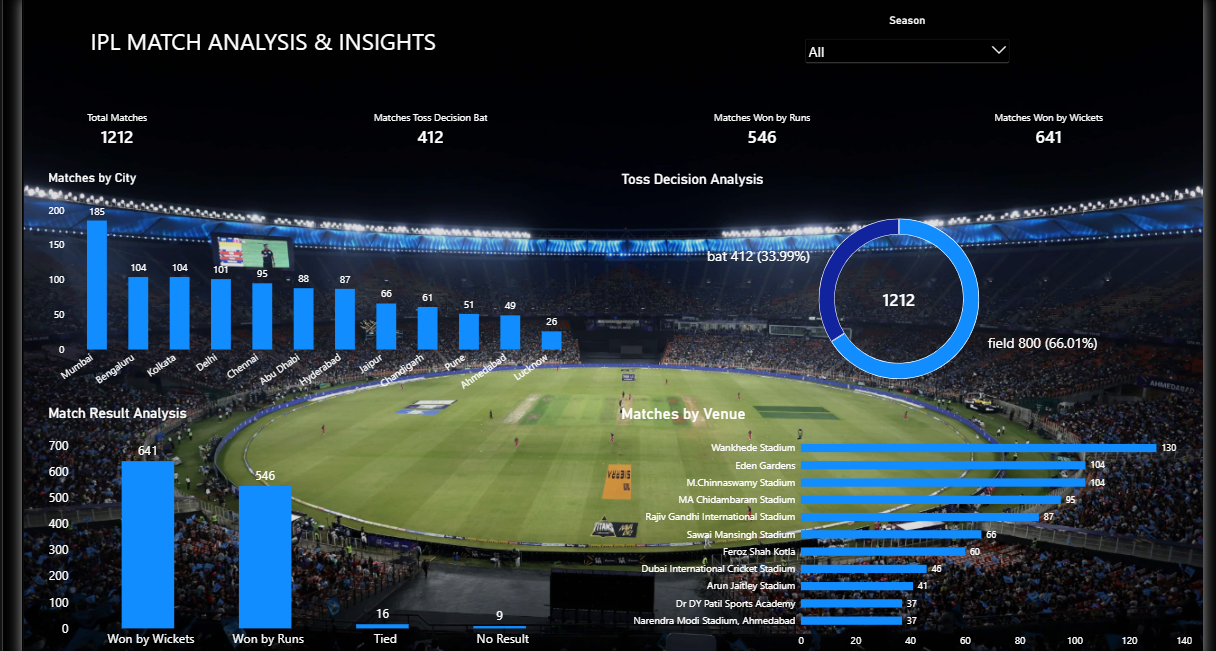 IPL MATCH ANALYSIS & INSIGHTS
Season
All
Total Matches
1212
Matches Toss Decision Bat
412
Matches Won by Runs
546
Matches Won by Wickets
641
Matches by City
200
150
100
50
0
185
104
104
101
95
88
87
66
61
51
49
26
Mumbai
Bengaluru
Kolkata
Delhi
Chennai
Abu Dhabi
Hyderabad
Jaipur
Chandigarh
Pune
Ahmedabad
Lucknow
Toss Decision Analysis
bat 412 (33.99%)
1212
field 800 (66.01%)
AHMEDABAD
Match Result Analysis
700
600
500
400
300
200
100
0
641
546
16
9
Won by Wickets
Won by Runs
Tied
No Result
Matches by Venue
Wankhede Stadium 130
Eden Gardens 104
M.Chinnaswamy Stadium 104
MA Chidambaram Stadium 95
Rajiv Gandhi International Stadium 87
Sawai Mansingh Stadium 66
Feroz Shah Kotla 60
Dubai International Cricket Stadium 46
Arun Jaitley Stadium 41
Dr DY Patil Sports Academy 37
Narendra Modi Stadium, Ahmedabad 37
0 20 40 60 80 100 120 140
TITANS